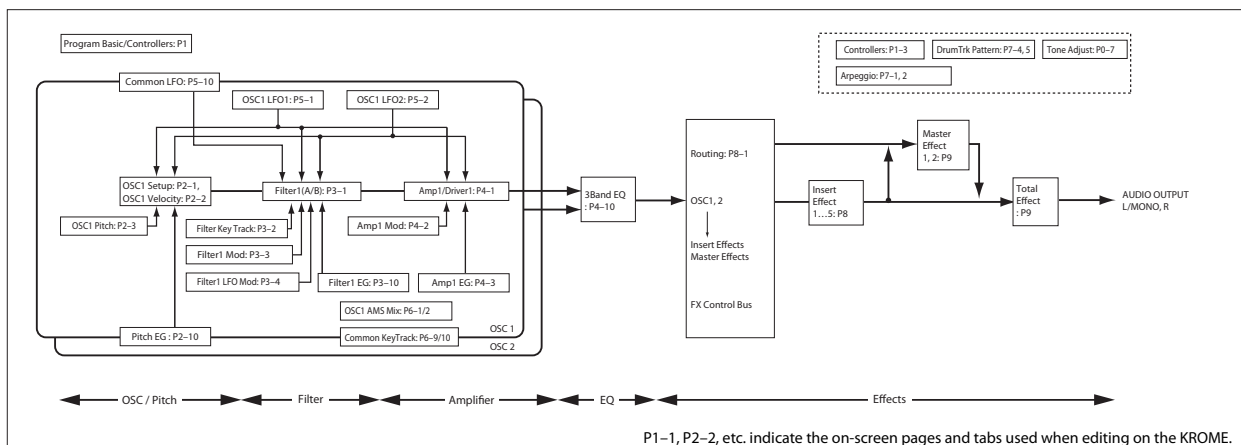 Program Basic/Controllers: P1
Controllers: P1–3
DrumTrk Pattern: P7–4, 5
Tone Adjust: P0–7
Arpeggio: P7–1, 2
Common LFO: P5–10
OSC1 LFO1: P5–1
OSC1 LFO2: P5–2
OSC1 Setup: P2–1,
OSC1 Velocity: P2–2
Filter1(A/B): P3–1
Amp1/Driver1: P4–1
3Band EQ
: P4–10
Routing: P8–1
OSC1, 2
Insert Effects
Master Effects
FX Control Bus
Insert
Effect
1...5: P8
Master
Effect
1, 2: P9
Total
Effect
: P9
AUDIO OUTPUT
L/MONO, R
OSC1 Pitch: P2–3
Filter Key Track: P3–2
Amp1 Mod: P4–2
Filter1 Mod: P3–3
Filter1 LFO Mod: P3–4
Filter1 EG: P3–10
Amp1 EG: P4–3
OSC1 AMS Mix: P6–1/2
Pitch EG : P2–10
Common KeyTrack: P6–9/10
OSC 1
OSC 2
OSC / Pitch
Filter
Amplifier
EQ
Effects
P1–1, P2–2, etc. indicate the on-screen pages and tabs used when editing on the KROME.